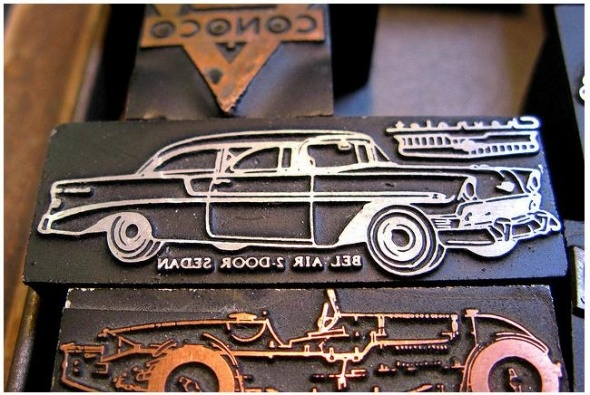 CONOCO
Chevrolet
BEL AIR 2-DOOR SEDAN